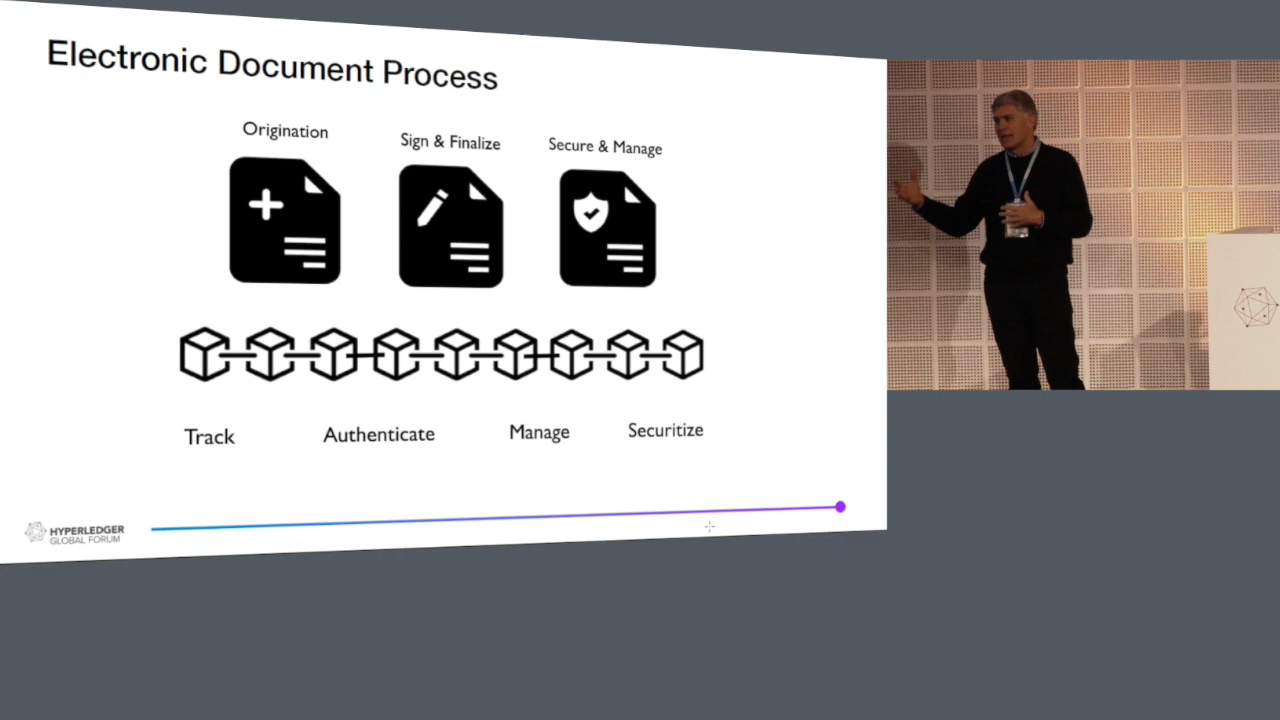 Electronic Document Process
Origination
Sign & Finalize
Secure & Manage
Track
Authenticate
Manage
Securitize
HYPERLEDGER
GLOBAL FORUM